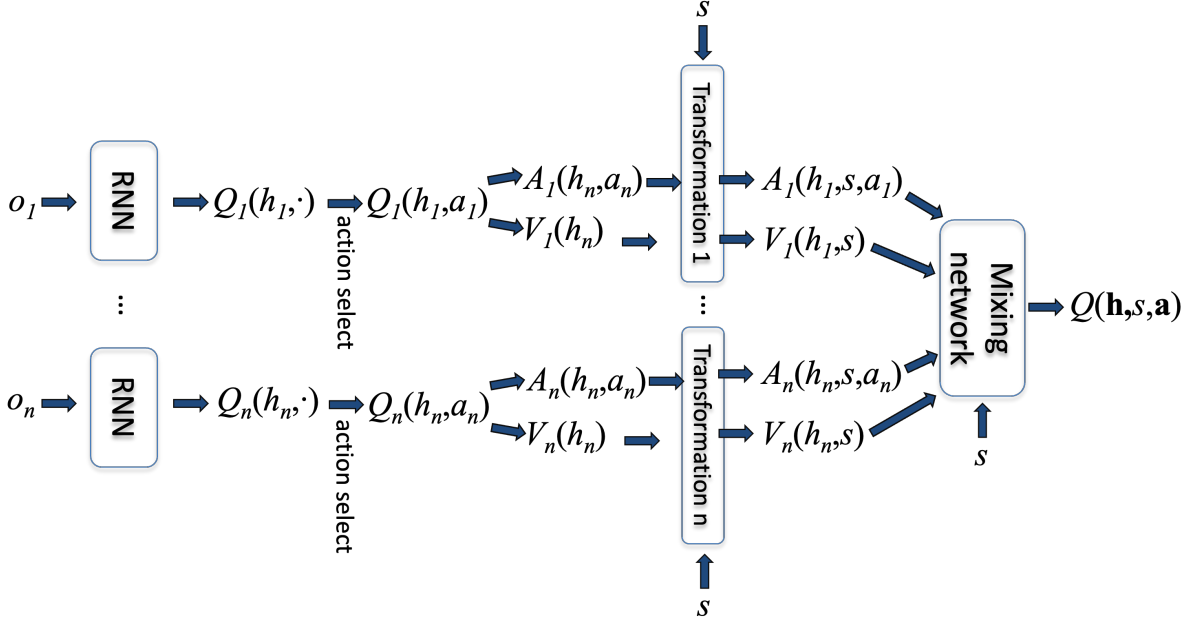 s
Transformation 1
o₁
RNN
Q₁(h₁,·)
action select
Q₁(h₁,a₁)
A₁(hₙ,aₙ)
V₁(hₙ)
A₁(h₁,s,a₁)
V₁(h₁,s)
...
...
Mixing
network
Q(h,s,a)
s
oₙ
RNN
Qₙ(hₙ,·)
action select
Qₙ(hₙ,aₙ)
Aₙ(hₙ,aₙ)
Vₙ(hₙ)
Transformation n
Aₙ(hₙ,s,aₙ)
Vₙ(hₙ,s)
s